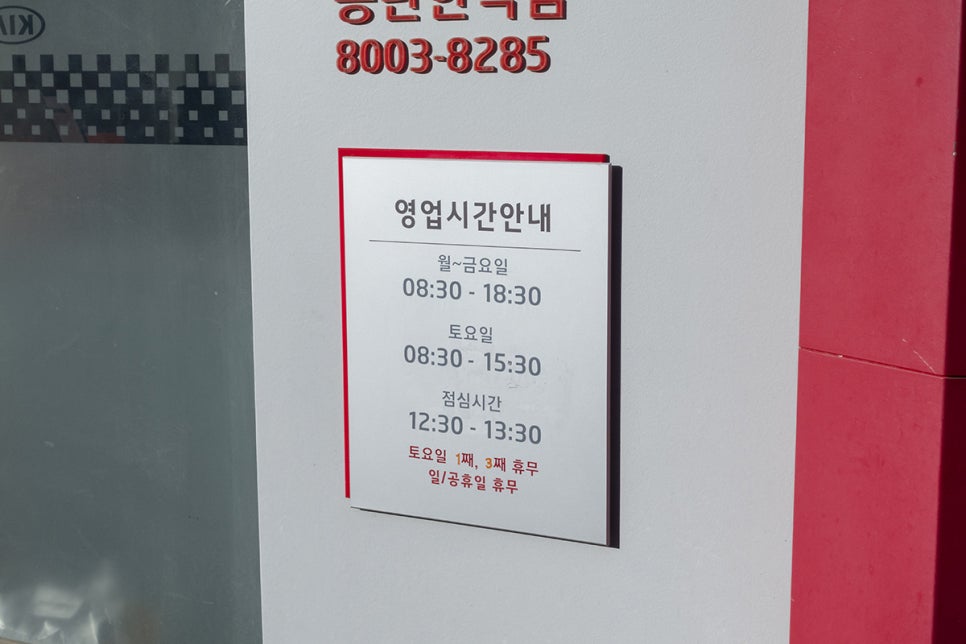 KIA
8003-8285
영업시간안내
월~금요일
08:30 - 18:30
토요일
08:30 - 15:30
점심시간
12:30 - 13:30
토요일 1째, 3째 휴무
일/공휴일 휴무